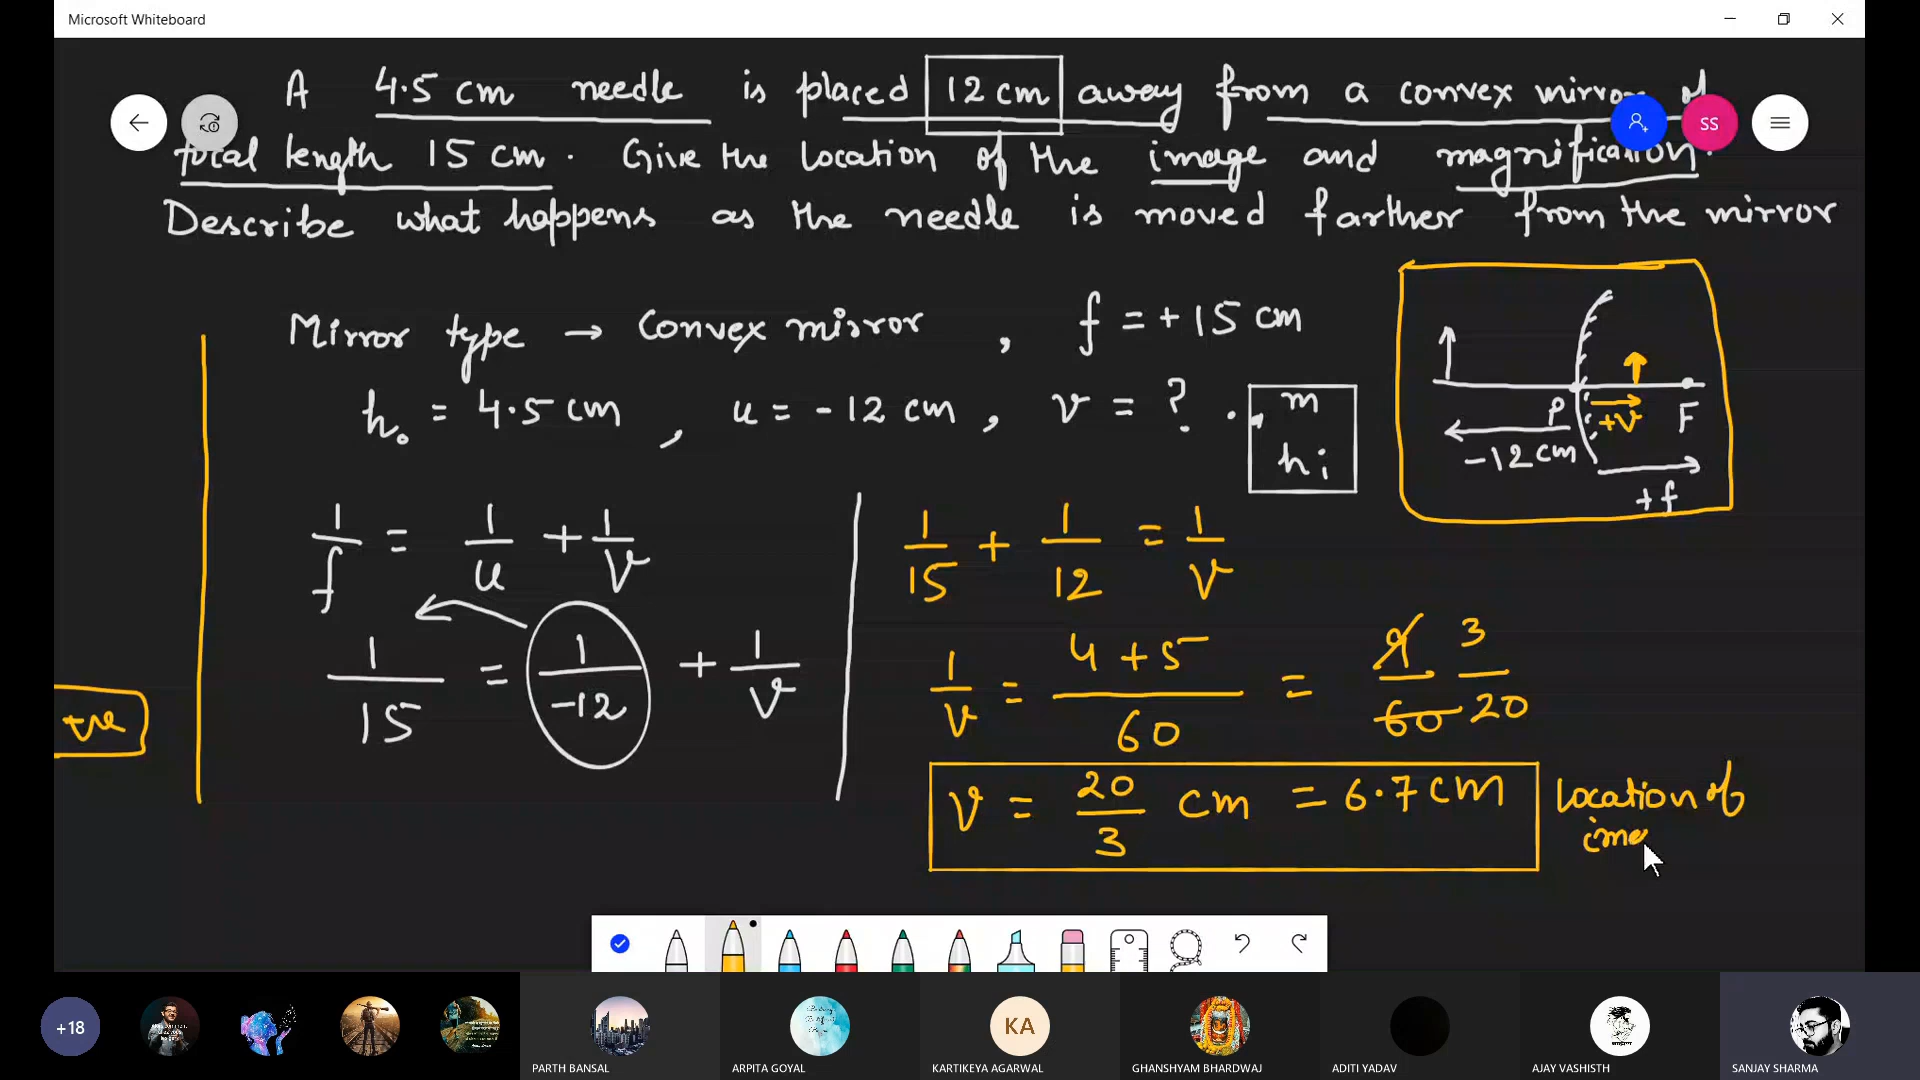 Microsoft Whiteboard
A 4.5 cm needle is placed 12 cm away from a convex mirror of
focal length 15 cm. Give the location of the image and magnification.
Describe what happens as the needle is moved farther from the mirror
SS
Mirror type → Convex mirror, f = +15 cm
h₀ = 4.5 cm, u = -12 cm, v = ?, m
hi
P +v F
-12 cm
+f
1/f = 1/u + 1/v
1/15 = 1/-12 + 1/v
+ve
1/15 + 1/12 = 1/v
1/v = 4+5/60 = 9/60 3/20
v = 20/3 cm = 6.7 cm
location of
ime
+18
PARTH BANSAL
ARPITA GOYAL
KA
KARTIKEYA AGARWAL
GHANSHYAM BHARDWAJ
ADITI YADAV
AJAY VASHISTH
SANJAY SHARMA